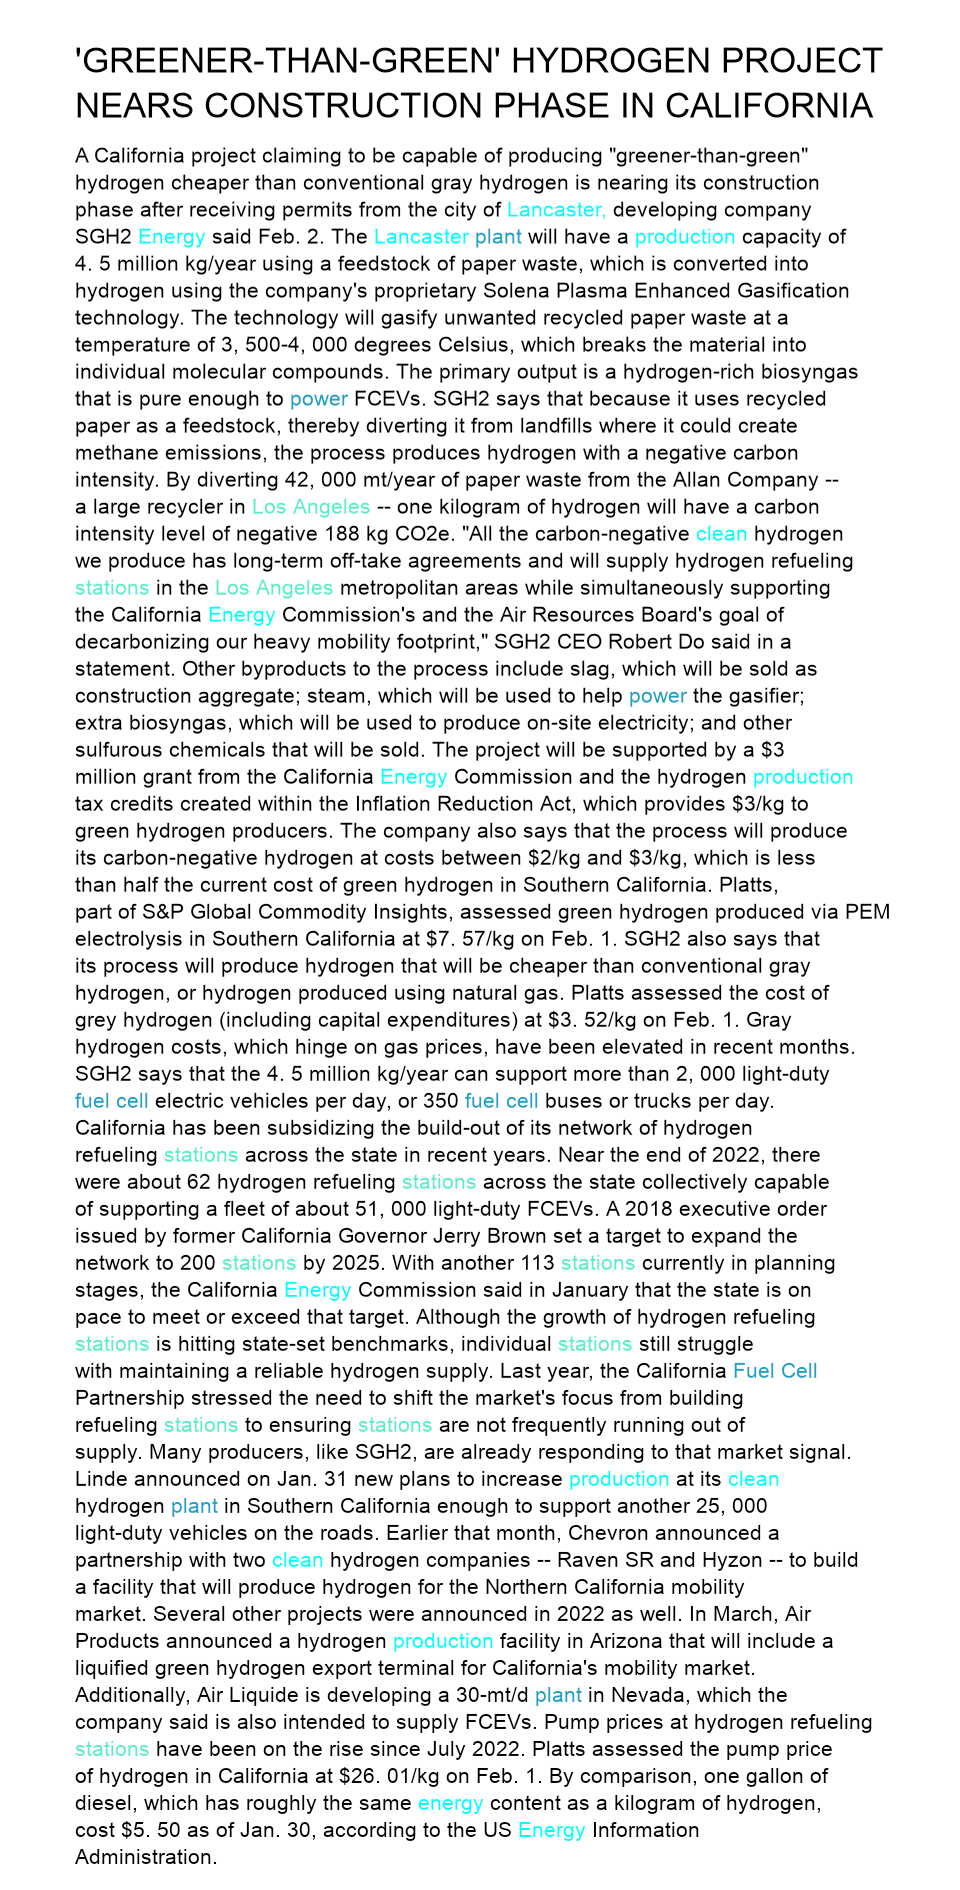 'GREENER-THAN-GREEN' HYDROGEN PROJECT
NEARS CONSTRUCTION PHASE IN CALIFORNIA
A California project claiming to be capable of producing "greener-than-green"
hydrogen cheaper than conventional gray hydrogen is nearing its construction
phase after receiving permits from the city of Lancaster, developing company
SGH2 Energy said Feb. 2. The Lancaster plant will have a production capacity of
4. 5 million kg/year using a feedstock of paper waste, which is converted into
hydrogen using the company's proprietary Solena Plasma Enhanced Gasification
technology. The technology will gasify unwanted recycled paper waste at a
temperature of 3, 500-4, 000 degrees Celsius, which breaks the material into
individual molecular compounds. The primary output is a hydrogen-rich biosyngas
that is pure enough to power FCEVs. SGH2 says that because it uses recycled
paper as a feedstock, thereby diverting it from landfills where it could create
methane emissions, the process produces hydrogen with a negative carbon
intensity. By diverting 42, 000 mt/year of paper waste from the Allan Company --
a large recycler in Los Angeles -- one kilogram of hydrogen will have a carbon
intensity level of negative 188 kg CO2e. "All the carbon-negative clean hydrogen
we produce has long-term off-take agreements and will supply hydrogen refueling
stations in the Los Angeles metropolitan areas while simultaneously supporting
the California Energy Commission's and the Air Resources Board's goal of
decarbonizing our heavy mobility footprint," SGH2 CEO Robert Do said in a
statement. Other byproducts to the process include slag, which will be sold as
construction aggregate; steam, which will be used to help power the gasifier;
extra biosyngas, which will be used to produce on-site electricity; and other
sulfurous chemicals that will be sold. The project will be supported by a $3
million grant from the California Energy Commission and the hydrogen production
tax credits created within the Inflation Reduction Act, which provides $3/kg to
green hydrogen producers. The company also says that the process will produce
its carbon-negative hydrogen at costs between $2/kg and $3/kg, which is less
than half the current cost of green hydrogen in Southern California. Platts,
part of S&P Global Commodity Insights, assessed green hydrogen produced via PEM
electrolysis in Southern California at $7. 57/kg on Feb. 1. SGH2 also says that
its process will produce hydrogen that will be cheaper than conventional gray
hydrogen, or hydrogen produced using natural gas. Platts assessed the cost of
grey hydrogen (including capital expenditures) at $3. 52/kg on Feb. 1. Gray
hydrogen costs, which hinge on gas prices, have been elevated in recent months.
SGH2 says that the 4. 5 million kg/year can support more than 2, 000 light-duty
fuel cell electric vehicles per day, or 350 fuel cell buses or trucks per day.
California has been subsidizing the build-out of its network of hydrogen
refueling stations across the state in recent years. Near the end of 2022, there
were about 62 hydrogen refueling stations across the state collectively capable
of supporting a fleet of about 51, 000 light-duty FCEVs. A 2018 executive order
issued by former California Governor Jerry Brown set a target to expand the
network to 200 stations by 2025. With another 113 stations currently in planning
stages, the California Energy Commission said in January that the state is on
pace to meet or exceed that target. Although the growth of hydrogen refueling
stations is hitting state-set benchmarks, individual stations still struggle
with maintaining a reliable hydrogen supply. Last year, the California Fuel Cell
Partnership stressed the need to shift the market's focus from building
refueling stations to ensuring stations are not frequently running out of
supply. Many producers, like SGH2, are already responding to that market signal.
Linde announced on Jan. 31 new plans to increase production at its clean
hydrogen plant in Southern California enough to support another 25, 000
light-duty vehicles on the roads. Earlier that month, Chevron announced a
partnership with two clean hydrogen companies -- Raven SR and Hyzon -- to build
a facility that will produce hydrogen for the Northern California mobility
market. Several other projects were announced in 2022 as well. In March, Air
Products announced a hydrogen production facility in Arizona that will include a
liquified green hydrogen export terminal for California's mobility market.
Additionally, Air Liquide is developing a 30-mt/d plant in Nevada, which the
company said is also intended to supply FCEVs. Pump prices at hydrogen refueling
stations have been on the rise since July 2022. Platts assessed the pump price
of hydrogen in California at $26. 01/kg on Feb. 1. By comparison, one gallon of
diesel, which has roughly the same energy content as a kilogram of hydrogen,
cost $5. 50 as of Jan. 30, according to the US Energy Information
Administration.